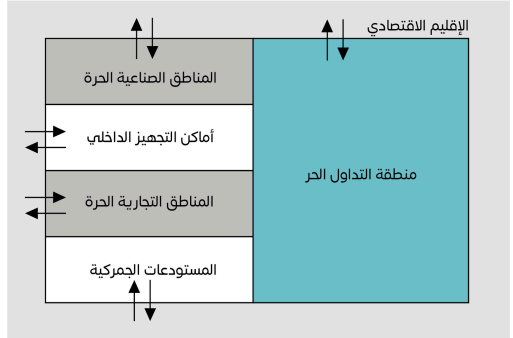 الإقليم الاقتصادي
المناطق الصناعية الحرة
أماكن التجهيز الداخلي
منطقة التداول الحر
المناطق التجارية الحرة
المستودعات الجمركية